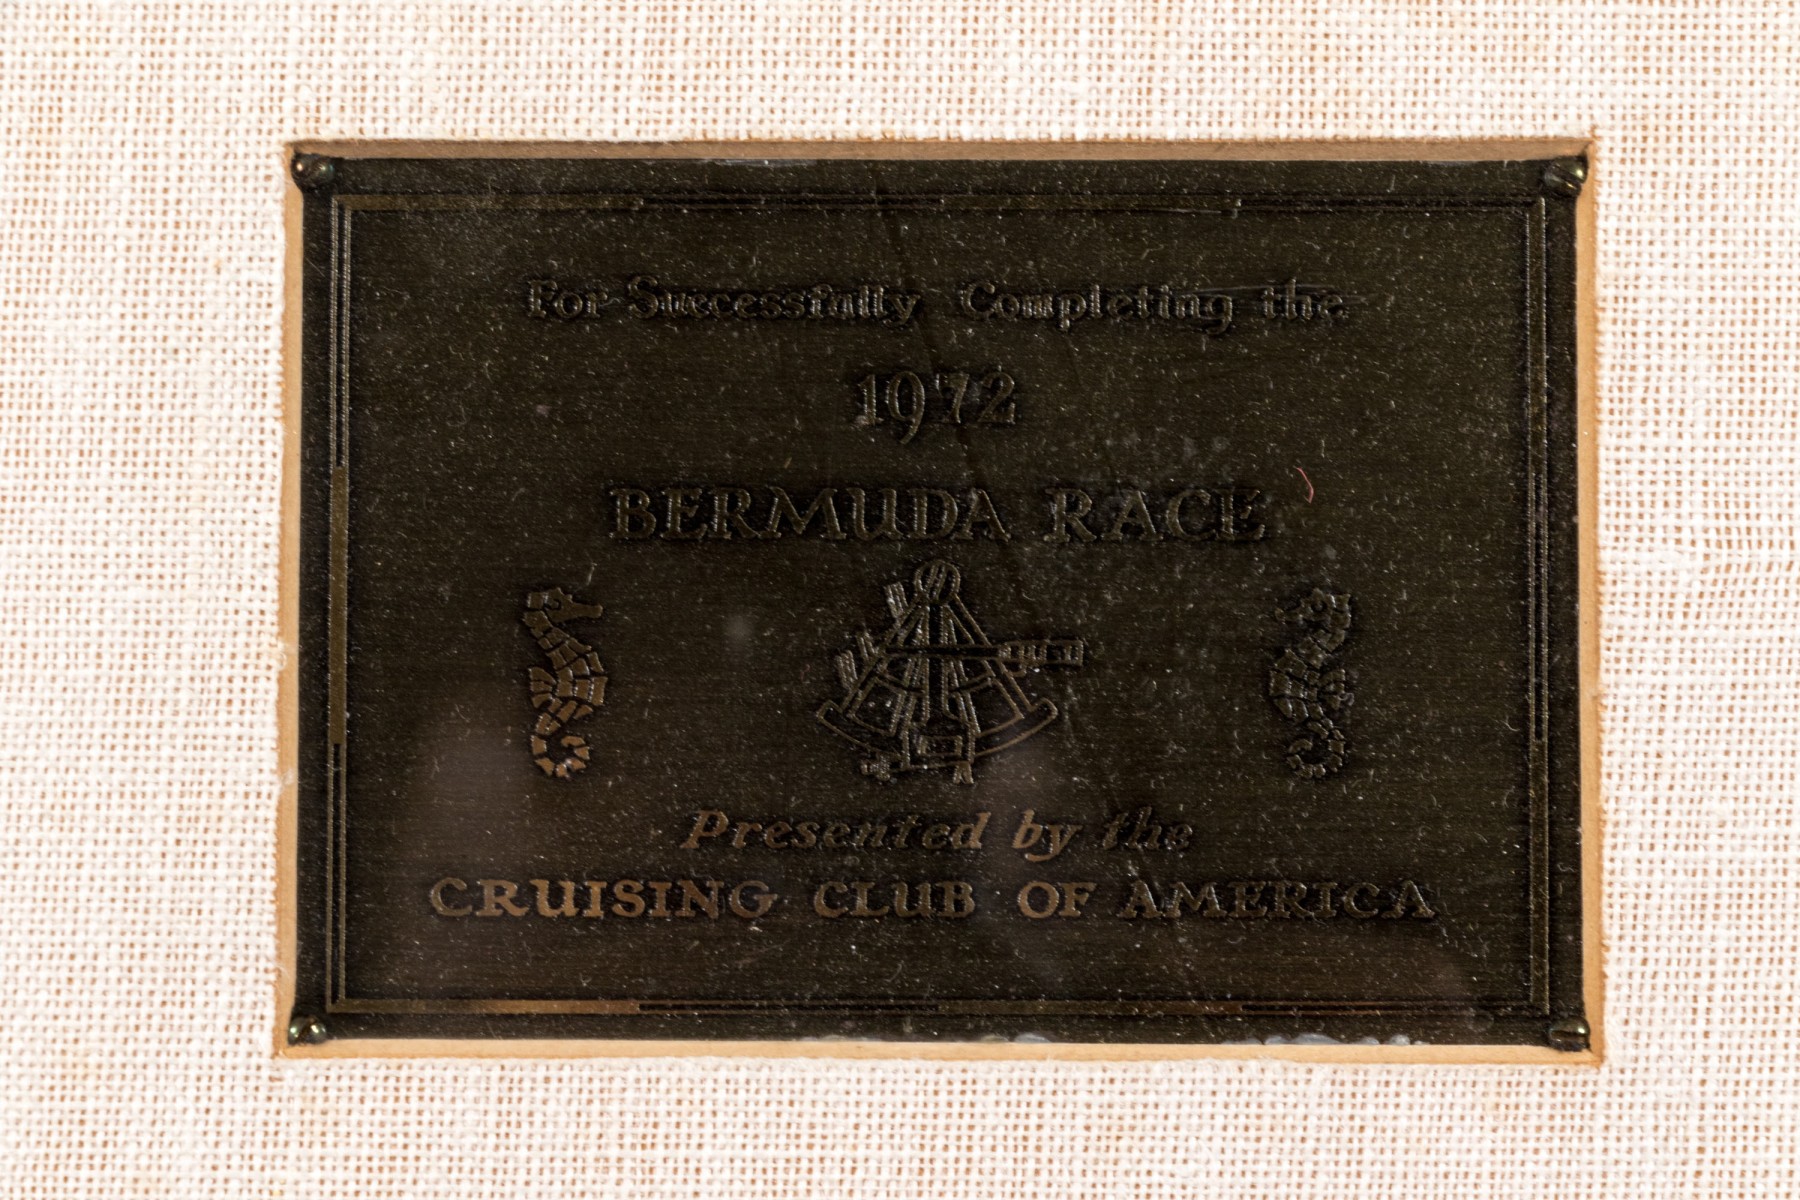 For Successfully Completing the
1972
BERMUDA RACE
Presented by the
CRUISING CLUB OF AMERICA